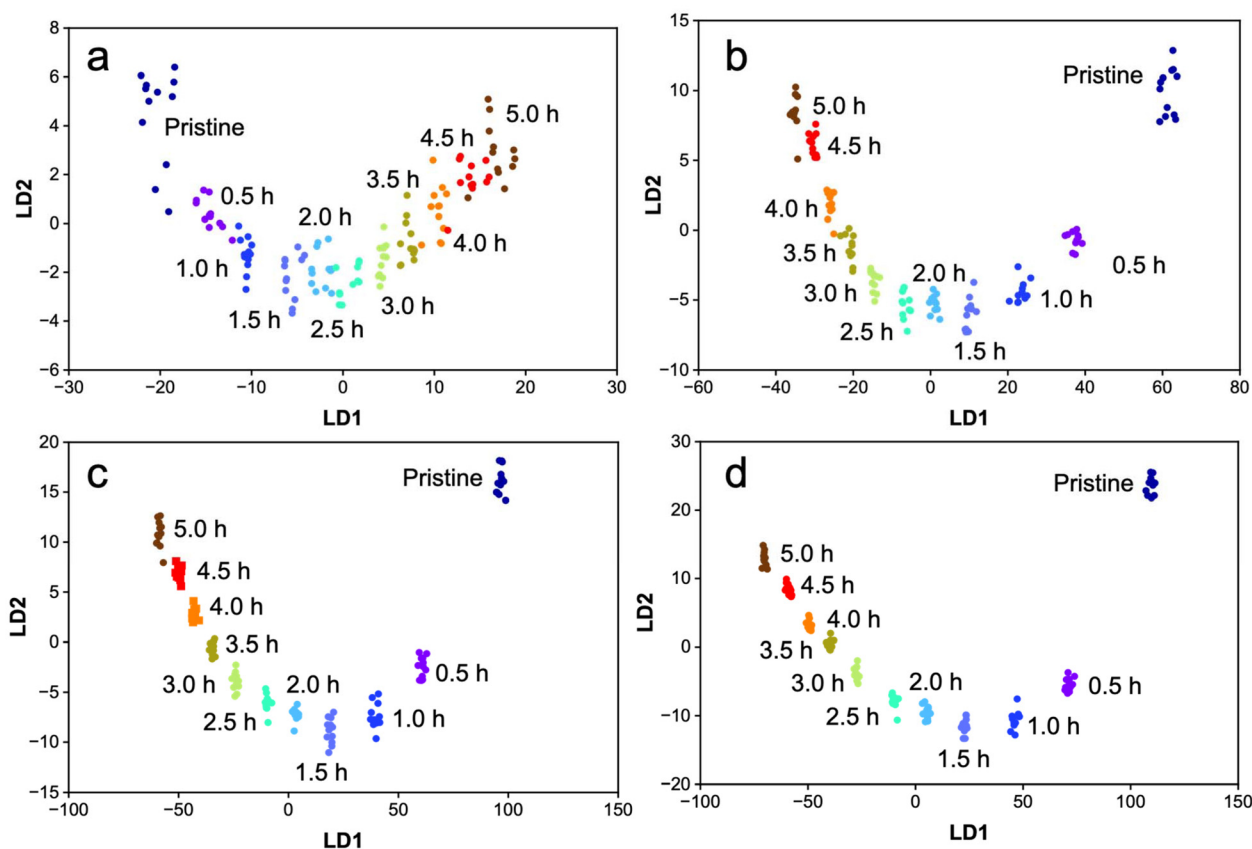 a
8
6
4
2
0
−2
−4
−6
LD2
Pristine
0.5 h
1.0 h
1.5 h
2.0 h
2.5 h
3.0 h
3.5 h
4.0 h
4.5 h
5.0 h
−30 −20 −10 0 10 20 30
LD1
b
15
10
5
0
−5
−10
LD2
Pristine
5.0 h
4.5 h
4.0 h
3.5 h
3.0 h
2.5 h
2.0 h
1.5 h
1.0 h
0.5 h
−60 −40 −20 0 20 40 60 80
LD1
c
20
15
10
5
0
−5
−10
−15
LD2
Pristine
5.0 h
4.5 h
4.0 h
3.5 h
3.0 h
2.5 h
2.0 h
1.5 h
1.0 h
0.5 h
−100 −50 0 50 100 150
LD1
d
30
20
10
0
−10
−20
LD2
Pristine
5.0 h
4.5 h
4.0 h
3.5 h
3.0 h
2.5 h
2.0 h
1.5 h
1.0 h
0.5 h
−100 −50 0 50 100 150
LD1